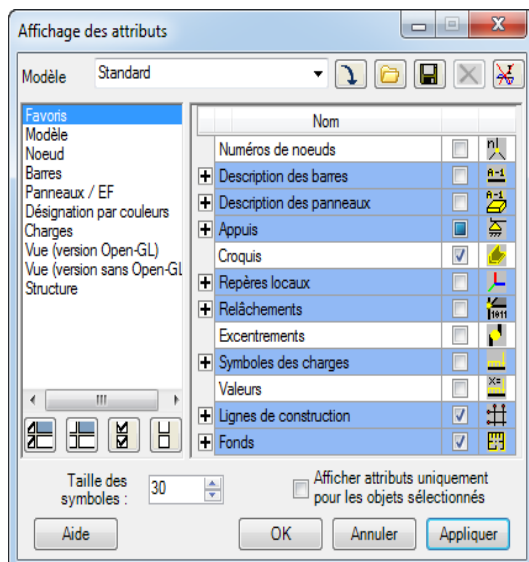 Affichage des attributs
Modèle Standard
Favoris
Modèle
Noeud
Barres
Panneaux / EF
Désignation par couleurs
Charges
Vue (version Open-GL)
Vue (version sans Open-GL
Structure
Nom
Numéros de noeuds
Description des barres
Description des panneaux
Appuis
Croquis
Repères locaux
Relâchements
Excentrements
Symboles des charges
Valeurs
Lignes de construction
Fonds
Taille des
symboles : 30
Afficher attributs uniquement
pour les objets sélectionnés
Aide OK Annuler Appliquer